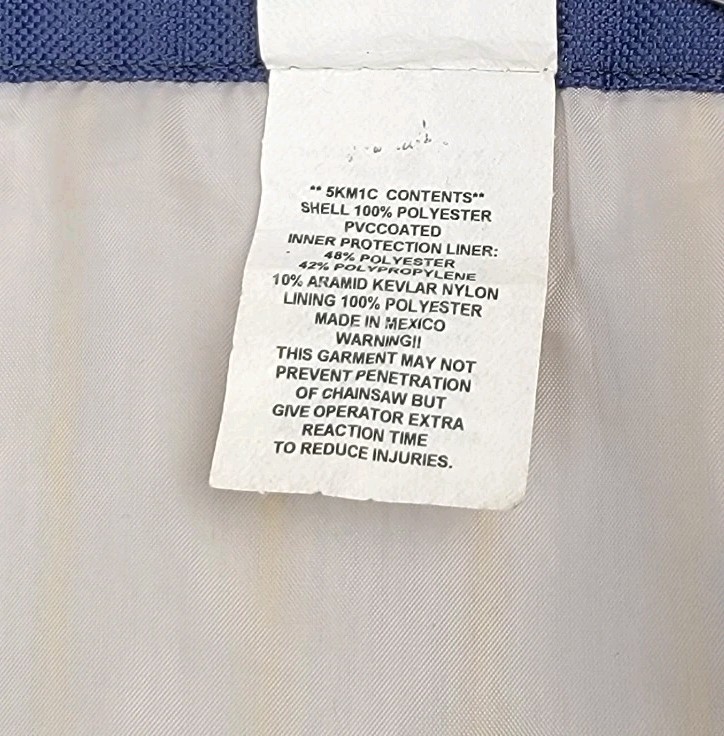 ** 5KM1C CONTENTS**
SHELL 100% POLYESTER
PVCCOATED
INNER PROTECTION LINER:
48% POLYESTER
42% POLYPROPYLENE
10% ARAMID KEVLAR NYLON
LINING 100% POLYESTER
MADE IN MEXICO
WARNING!!
THIS GARMENT MAY NOT
PREVENT PENETRATION
OF CHAINSAW BUT
GIVE OPERATOR EXTRA
REACTION TIME
TO REDUCE INJURIES.